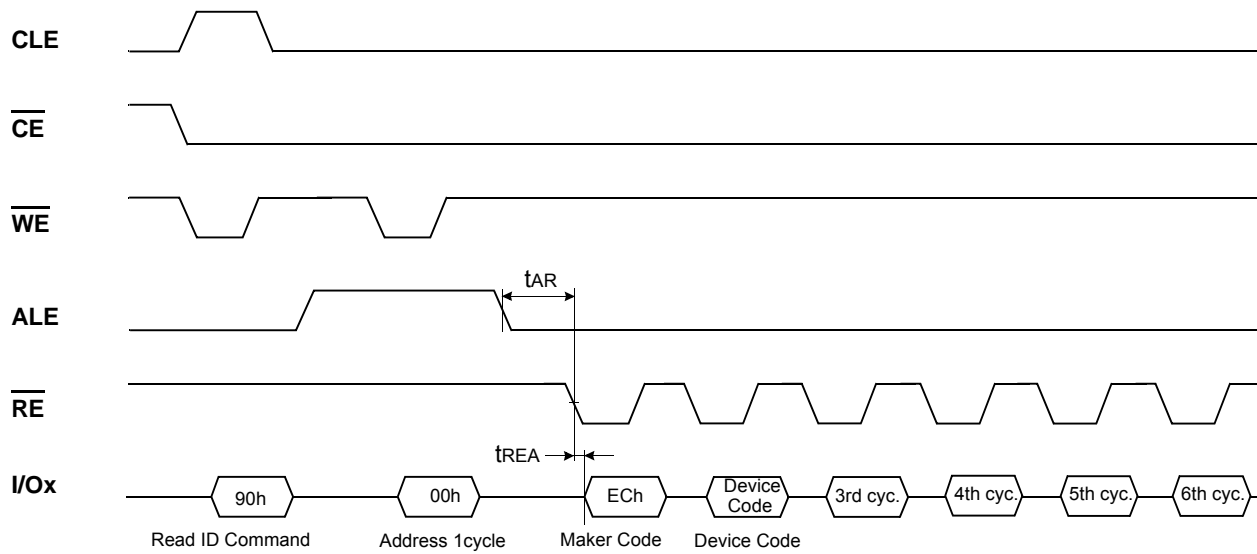 CLE
CE
WE
tAR
ALE
RE
tREA
I/Ox
90h
00h
ECh
Device
Code
3rd cyc.
4th cyc.
5th cyc.
6th cyc.
Read ID Command
Address 1cycle
Maker Code
Device Code